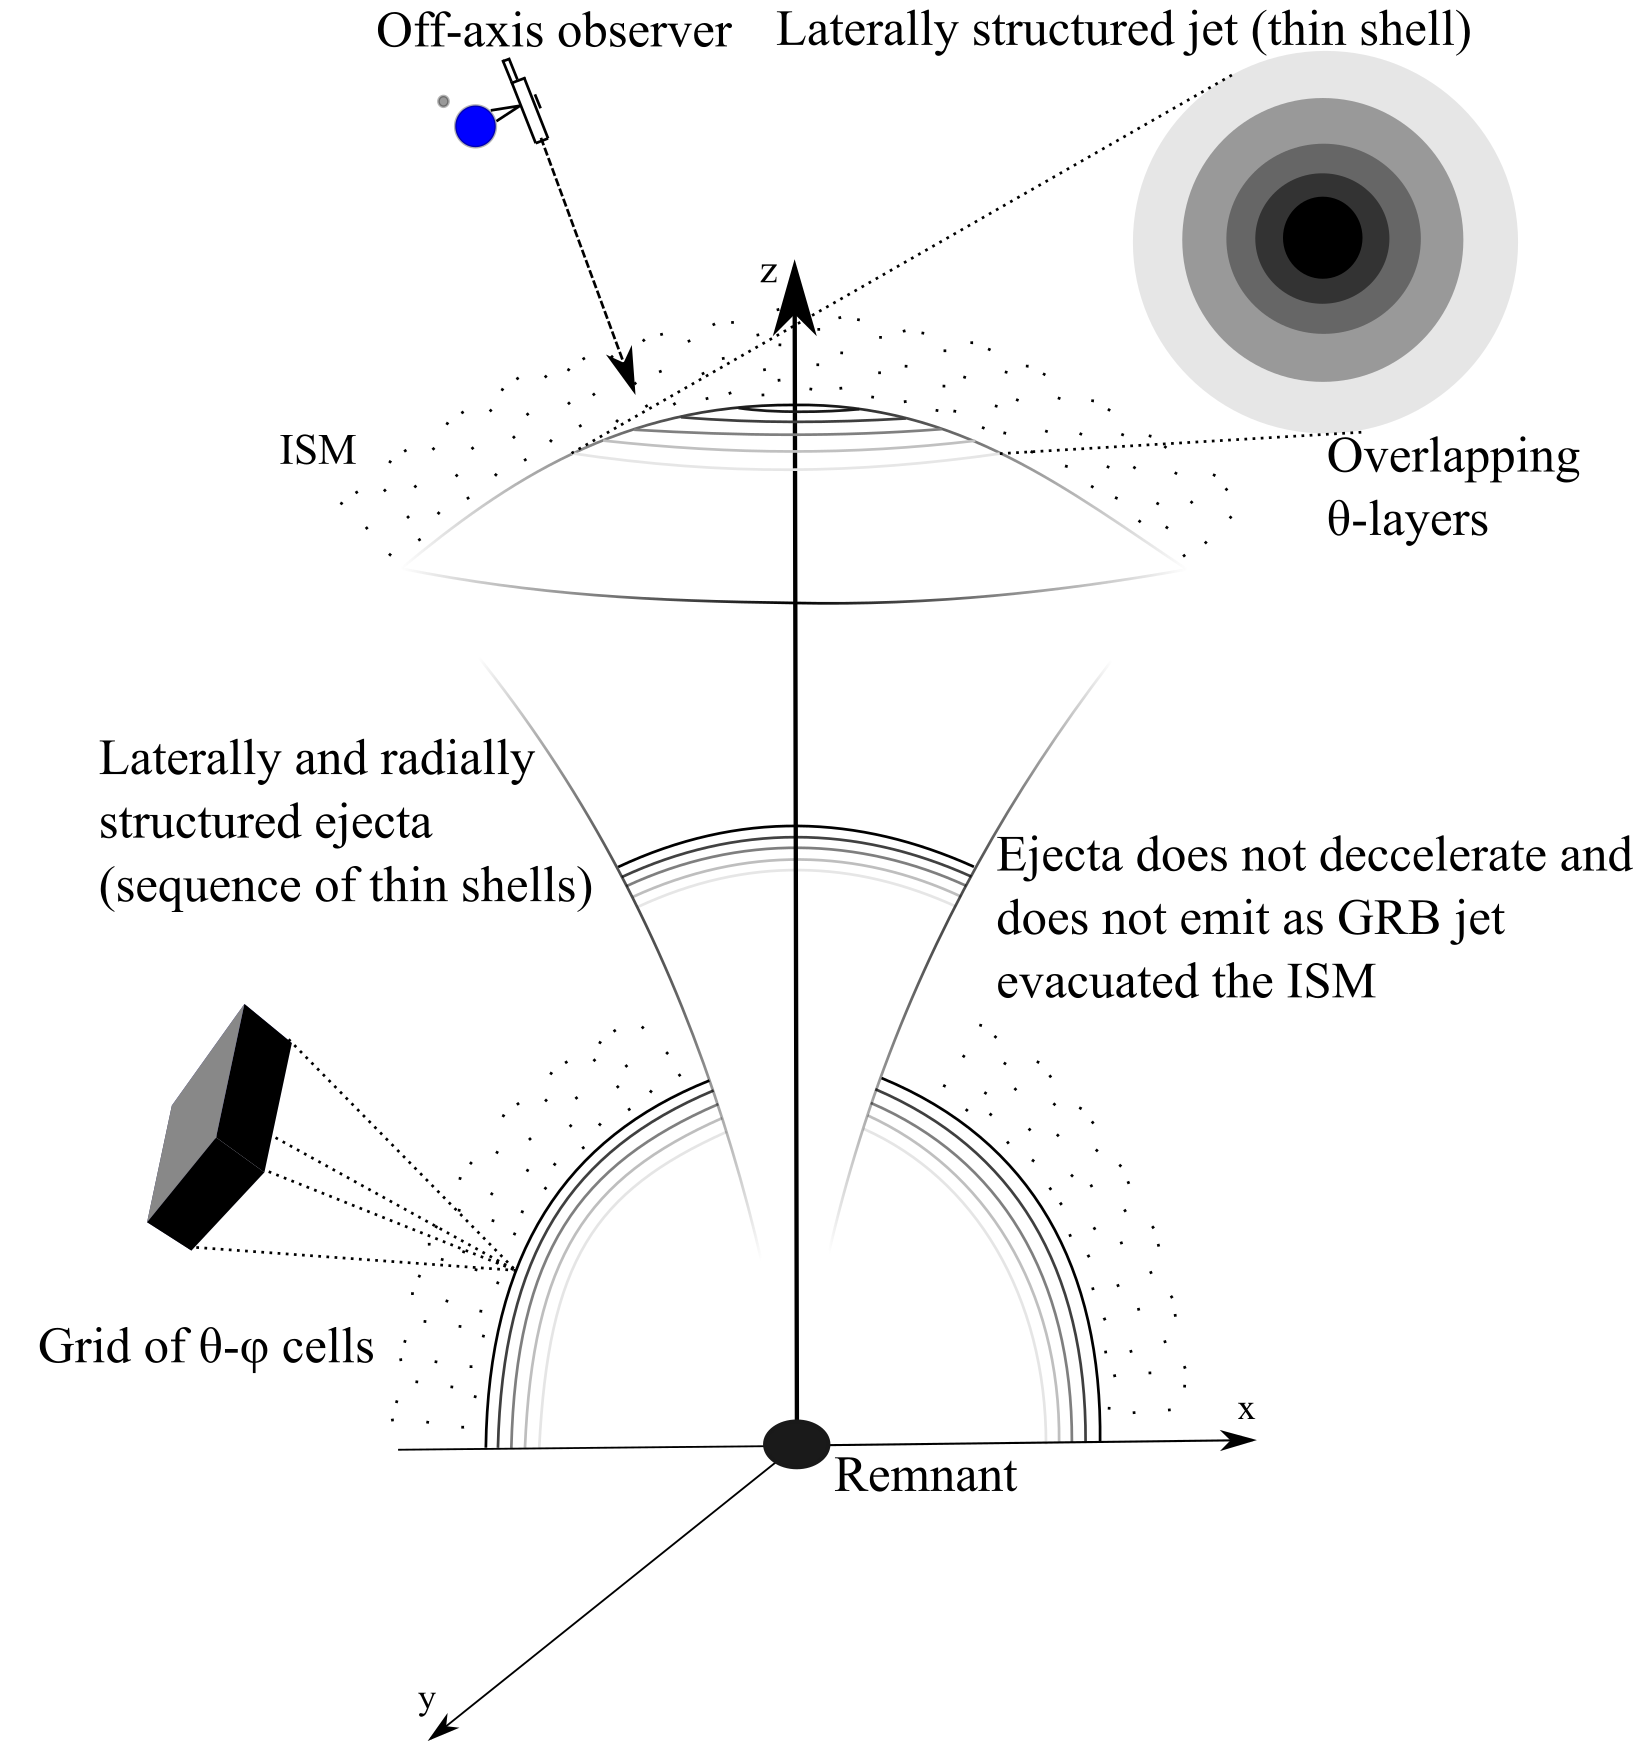 Off-axis observer
Laterally structured jet (thin shell)
z
ISM
Overlapping
θ-layers
Laterally and radially
structured ejecta
(sequence of thin shells)
Ejecta does not deccelerate and
does not emit as GRB jet
evacuated the ISM
Grid of θ-φ cells
x
Remnant
y